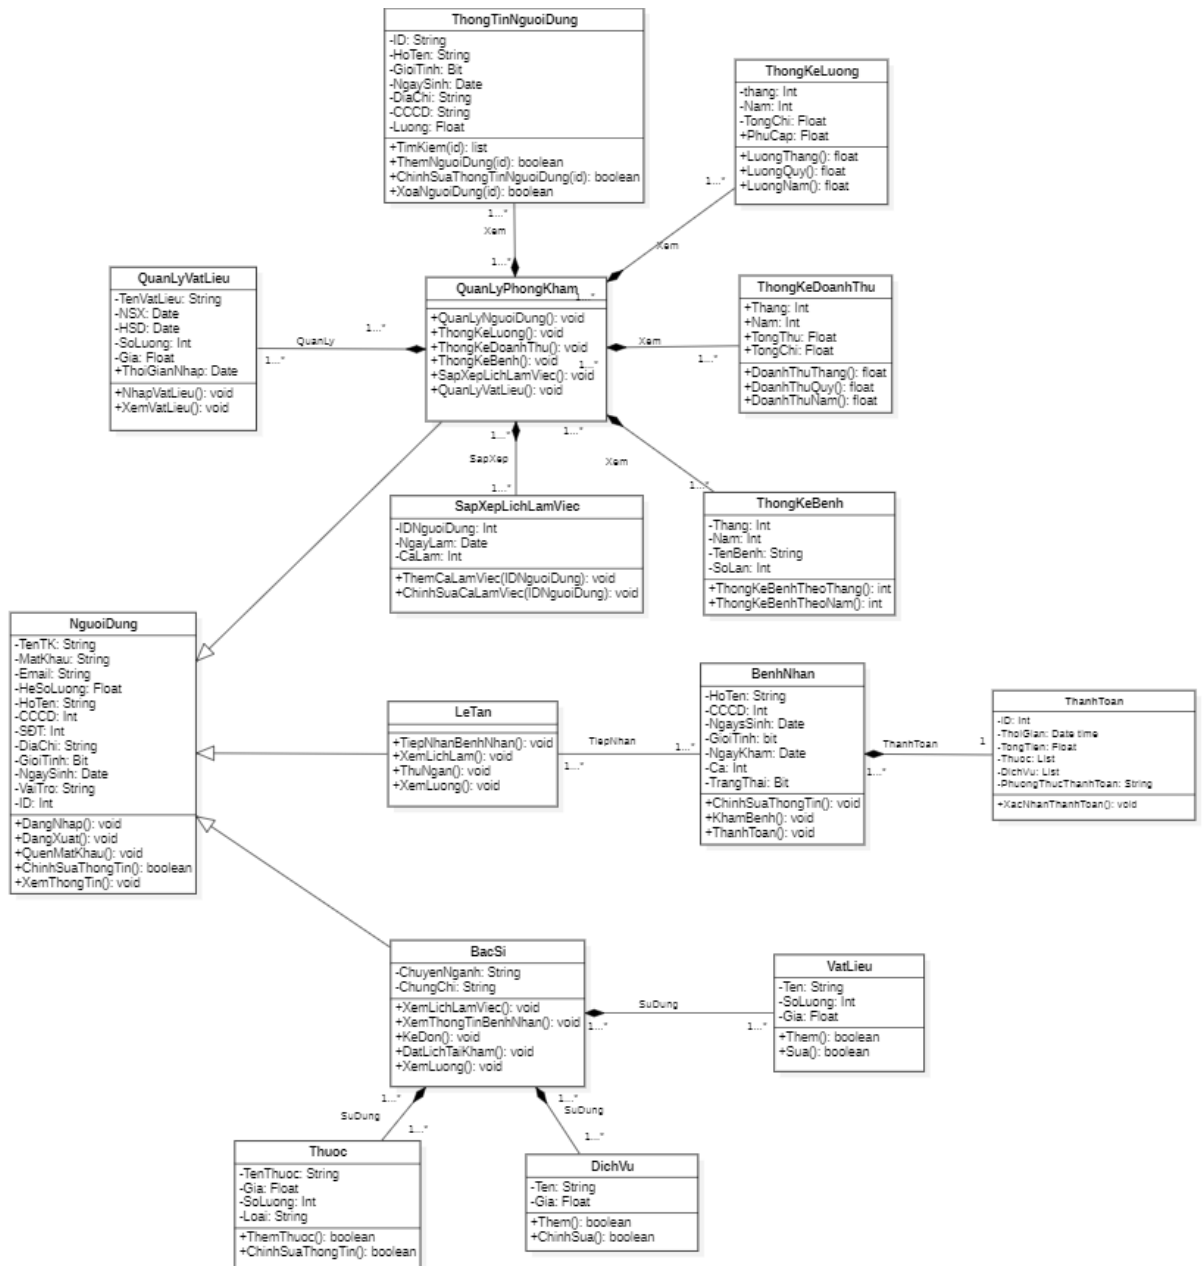 ThongTinNguoiDung
-ID: String
-HoTen: String
-GioiTinh: Bit
-NgaySinh: Date
-DiaChi: String
-CCCD: String
-Luong: Float
+TimKiem(id): list
+ThemNguoiDung(id): boolean
+ChinhSuaThongTinNguoiDung(id): boolean
+XoaNguoiDung(id): boolean
ThongKeLuong
-thang: Int
-Nam: Int
-TongChi: Float
+PhuCap: Float
+LuongThang(): float
+LuongQuy(): float
+LuongNam(): float
1...*
1...*
Xem
Xem
1...*
QuanLyVatLieu
-TenVatLieu: String
-NSX: Date
-HSD: Date
-SoLuong: Int
-Gia: Float
+ThoiGianNhap: Date
+NhapVatLieu(): void
+XemVatLieu(): void
1...*
QuanLy
1...*
QuanLyPhongKham
1...*
+QuanLyNguoiDung(): void
+ThongKeLuong(): void
+ThongKeDoanhThu(): void
+ThongKeBenh(): void
1...*
+SapXepLichLamViec(): void
+QuanLyVatLieu(): void
Xem
1...*
ThongKeDoanhThu
+Thang: Int
+Nam: Int
+TongThu: Float
+TongChi: Float
+DoanhThuThang(): float
+DoanhThuQuy(): float
+DoanhThuNam(): float
1...*
1...*
SapXep
Xem
1...*
1...*
SapXepLichLamViec
-IDNguoiDung: Int
-NgayLam: Date
-CaLam: Int
+ThemCaLamViec(IDNguoiDung): void
+ChinhSuaCaLamViec(IDNguoiDung): void
ThongKeBenh
-Thang: Int
-Nam: Int
-TenBenh: String
-SoLan: Int
+ThongKeBenhTheoThang(): int
+ThongKeBenhTheoNam(): int
NguoiDung
-TenTK: String
-MatKhau: String
-Email: String
-HeSoLuong: Float
-HoTen: String
-CCCD: Int
-SĐT: Int
-DiaChi: String
-GioiTinh: Bit
-NgaySinh: Date
-VaiTro: String
-ID: Int
+DangNhap(): void
+DangXuat(): void
+QuenMatKhau(): void
+ChinhSuaThongTin(): boolean
+XemThongTin(): void
LeTan
+TiepNhanBenhNhan(): void
+XemLichLam(): void
+ThuNgan(): void
+XemLuong(): void
TiepNhan
1...*
1...*
BenhNhan
-HoTen: String
-CCCD: Int
-NgaysSinh: Date
-GioiTinh: bit
-NgayKham: Date
-Ca: Int
-TrangThai: Bit
+ChinhSuaThongTin(): void
+KhamBenh(): void
+ThanhToan(): void
ThanhToan
1
1...*
ThanhToan
-ID: Int
-ThoiGian: Date time
-TongTien: Float
-Thuoc: List
-DichVu: List
-PhuongThucThanhToan: String
+XacNhanThanhToan(): void
BacSi
-ChuyenNganh: String
-ChungChi: String
+XemLichLamViec(): void
+XemThongTinBenhNhan(): void
+KeDon(): void
+DatLichTaiKham(): void
+XemLuong(): void
SuDung
1...*
1...*
VatLieu
-Ten: String
-SoLuong: Int
-Gia: Float
+Them(): boolean
+Sua(): boolean
1...*
1...*
SuDung
SuDung
1...*
1...*
Thuoc
-TenThuoc: String
-Gia: Float
-SoLuong: Int
-Loai: String
+ThemThuoc(): boolean
+ChinhSuaThongTin(): boolean
DichVu
-Ten: String
-Gia: Float
+Them(): boolean
+ChinhSua(): boolean